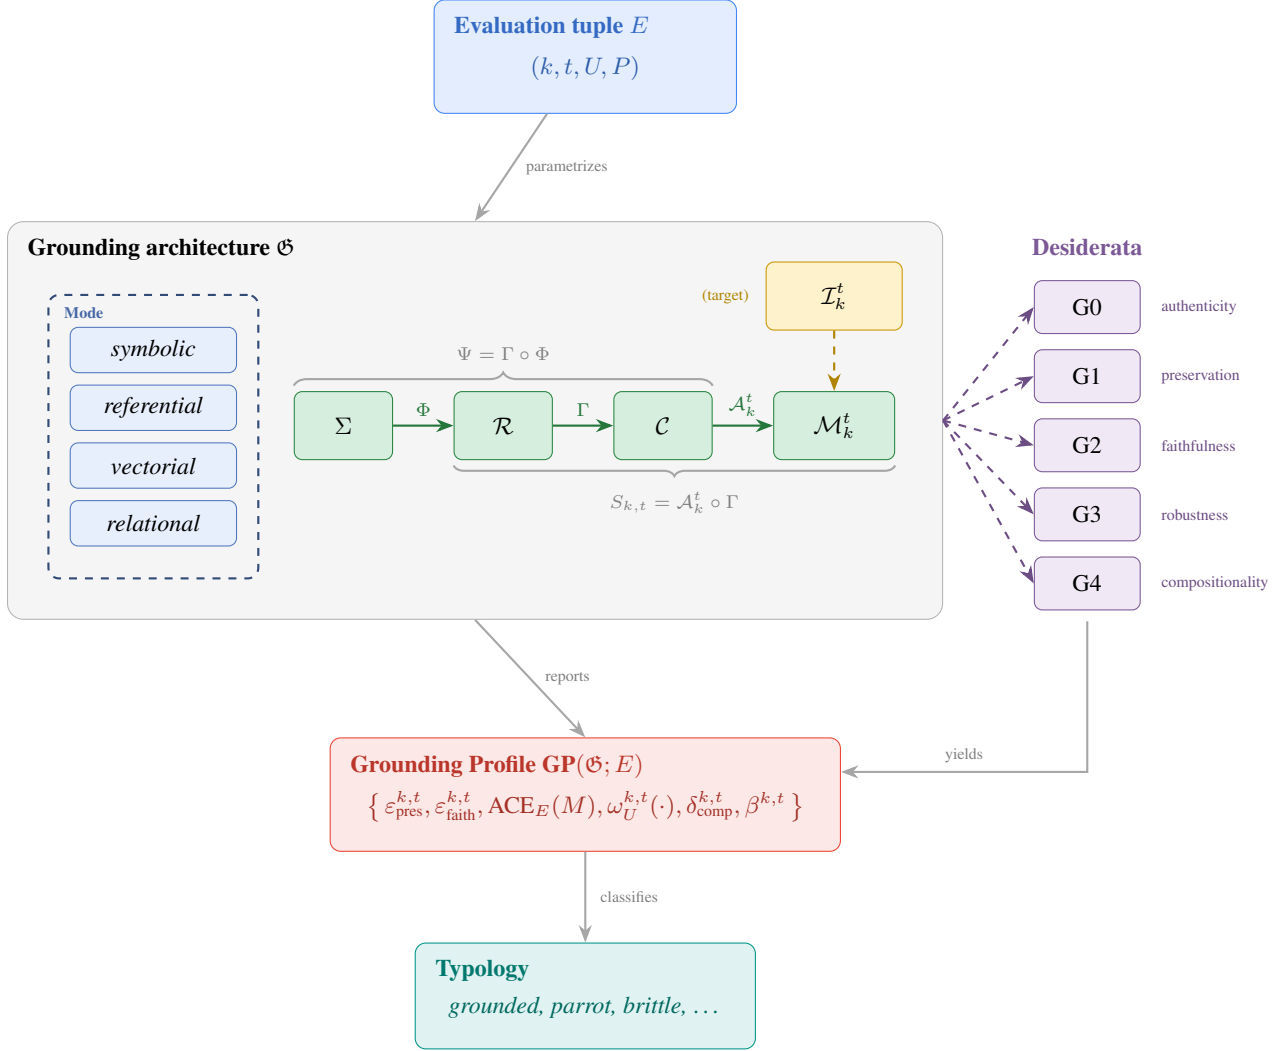 Evaluation tuple E
(k, t, U, P)
parametrizes
Grounding architecture 𝔊
Mode
symbolic
referential
vectorial
relational
(target)
ℐ_k^t
Ψ = Γ ∘ Φ
Σ
Φ
ℛ
Γ
𝒞
𝒜_k^t
ℳ_k^t
S_{k,t} = 𝒜_k^t ∘ Γ
Desiderata
G0 authenticity
G1 preservation
G2 faithfulness
G3 robustness
G4 compositionality
reports
yields
Grounding Profile GP(𝔊; E)
{ ε_pres^{k,t}, ε_faith^{k,t}, ACE_E(M), ω_U^{k,t}(·), δ_comp^{k,t}, β^{k,t} }
classifies
Typology
grounded, parrot, brittle, …